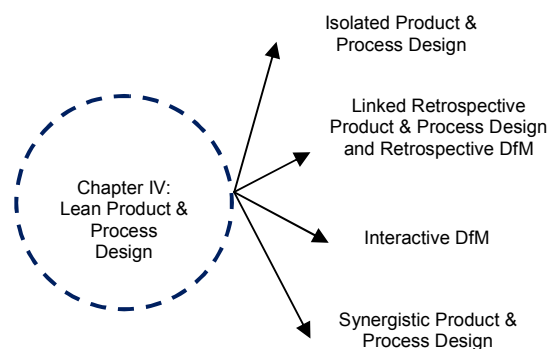 Isolated Product &
Process Design
Linked Retrospective
Product & Process Design
and Retrospective DfM
Chapter IV:
Lean Product &
Process
Design
Interactive DfM
Synergistic Product &
Process Design